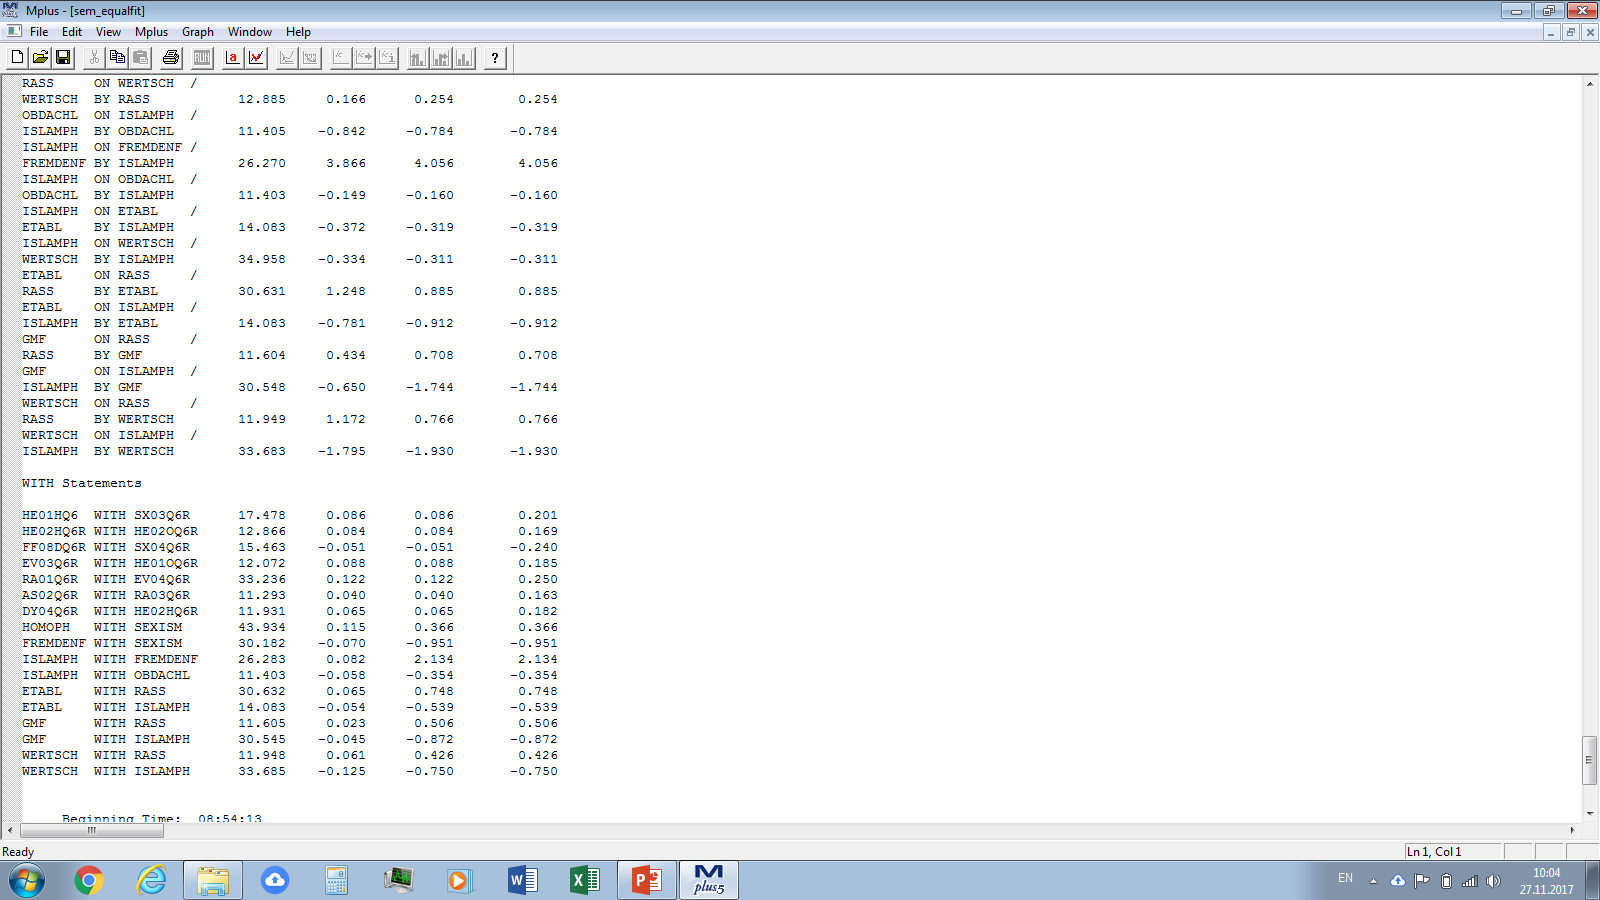 Mplus - [sem_equalfit]
File Edit View Mplus Graph Window Help
RASS ON WERTSCH /
WERTSCH BY RASS 12.885 0.166 0.254 0.254
OBDACHL ON ISLAMPH /
ISLAMPH BY OBDACHL 11.405 -0.842 -0.784 -0.784
ISLAMPH ON FREMDENF /
FREMDENF BY ISLAMPH 26.270 3.866 4.056 4.056
ISLAMPH ON OBDACHL /
OBDACHL BY ISLAMPH 11.403 -0.149 -0.160 -0.160
ISLAMPH ON ETABL /
ETABL BY ISLAMPH 14.083 -0.372 -0.319 -0.319
ISLAMPH ON WERTSCH /
WERTSCH BY ISLAMPH 34.958 -0.334 -0.311 -0.311
ETABL ON RASS /
RASS BY ETABL 30.631 1.248 0.885 0.885
ETABL ON ISLAMPH /
ISLAMPH BY ETABL 14.083 -0.781 -0.912 -0.912
GMF ON RASS /
RASS BY GMF 11.604 0.434 0.708 0.708
GMF ON ISLAMPH /
ISLAMPH BY GMF 30.548 -0.650 -1.744 -1.744
WERTSCH ON RASS /
RASS BY WERTSCH 11.949 1.172 0.766 0.766
WERTSCH ON ISLAMPH /
ISLAMPH BY WERTSCH 33.683 -1.795 -1.930 -1.930
WITH Statements
HE01HQ6 WITH SX03Q6R 17.478 0.086 0.086 0.201
HE02HQ6R WITH HE02OQ6R 12.866 0.084 0.084 0.169
FF08DQ6R WITH SX04Q6R 15.463 -0.051 -0.051 -0.240
EV03Q6R WITH HE01OQ6R 12.072 0.088 0.088 0.185
RA01Q6R WITH EV04Q6R 33.236 0.122 0.122 0.250
AS02Q6R WITH RA03Q6R 11.293 0.040 0.040 0.163
DY04Q6R WITH HE02HQ6R 11.931 0.065 0.065 0.182
HOMOPH WITH SEXISM 43.934 0.115 0.366 0.366
FREMDENF WITH SEXISM 30.182 -0.070 -0.951 -0.951
ISLAMPH WITH FREMDENF 26.283 0.082 2.134 2.134
ISLAMPH WITH OBDACHL 11.403 -0.058 -0.354 -0.354
ETABL WITH RASS 30.632 0.065 0.748 0.748
ETABL WITH ISLAMPH 14.083 -0.054 -0.539 -0.539
GMF WITH RASS 11.605 0.023 0.506 0.506
GMF WITH ISLAMPH 30.545 -0.045 -0.872 -0.872
WERTSCH WITH RASS 11.948 0.061 0.426 0.426
WERTSCH WITH ISLAMPH 33.685 -0.125 -0.750 -0.750
Beginning Time: 08:54:13
Ready
Ln 1, Col 1
EN
10:04
27.11.2017